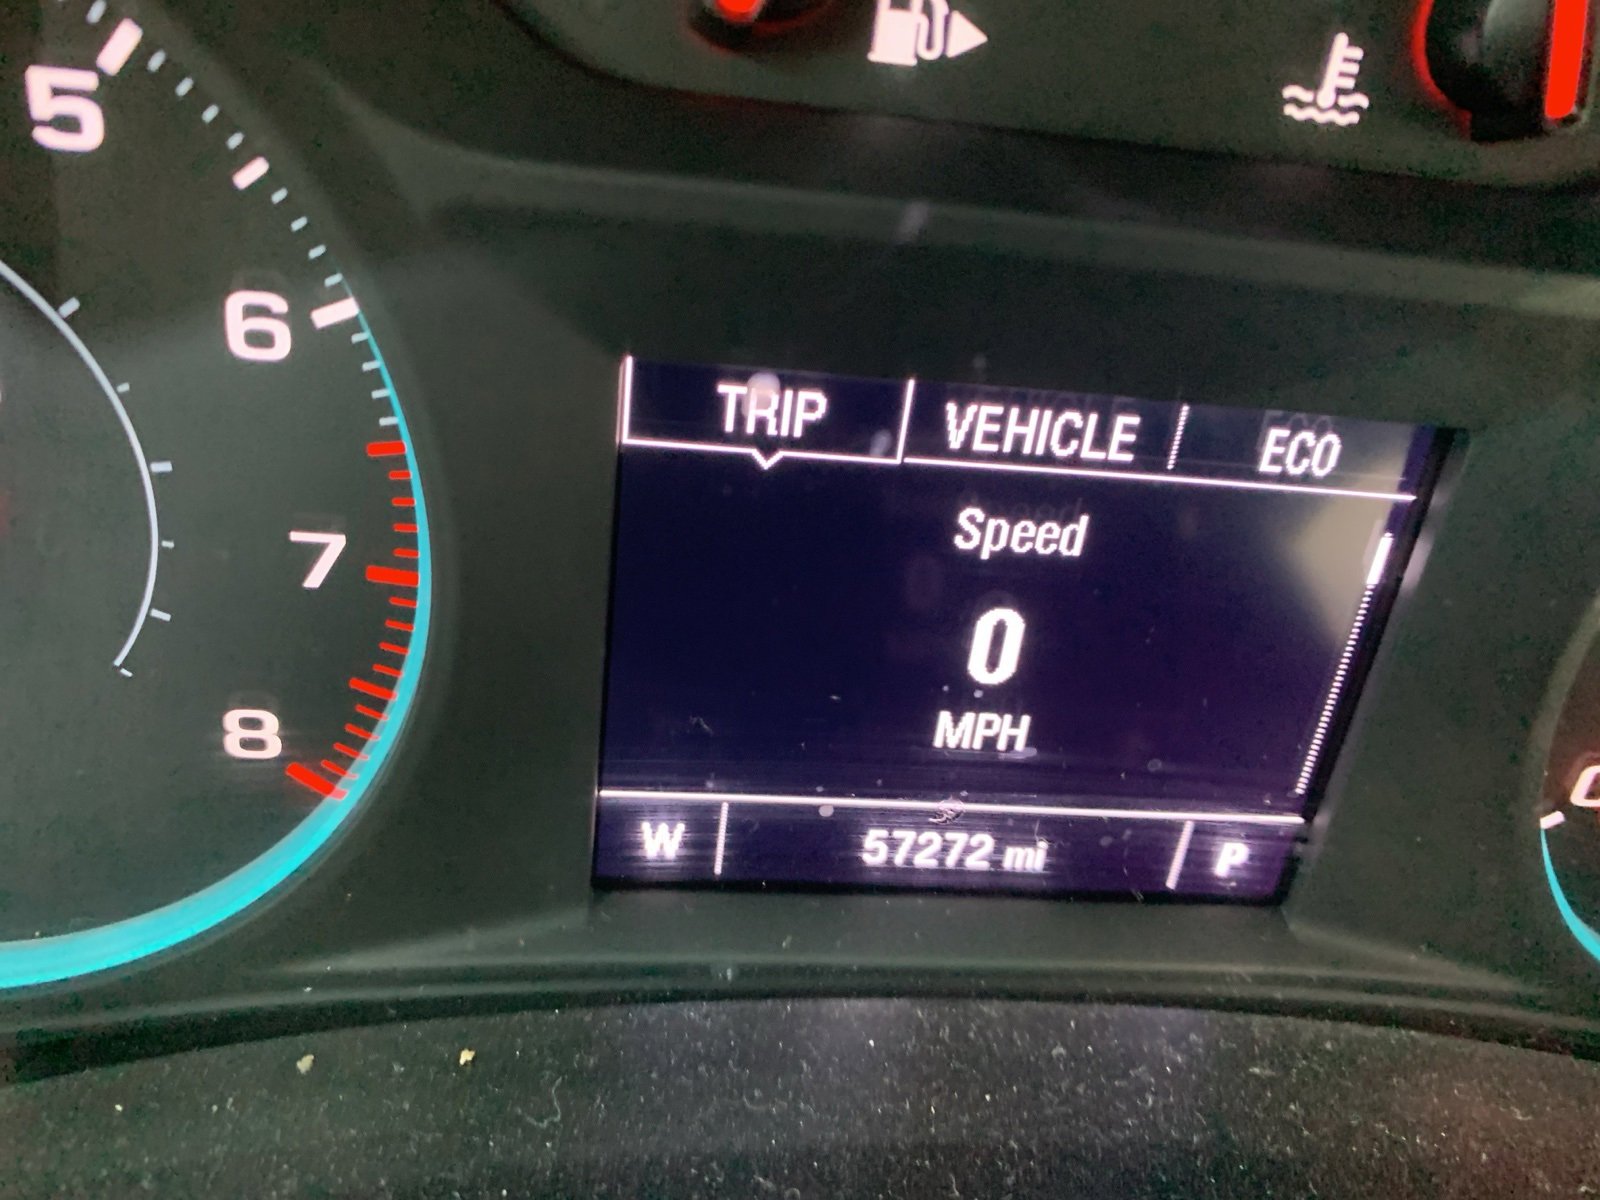 5
6
7
8
TRIP VEHICLE ECO
Speed
0
MPH
W 57272 mi P